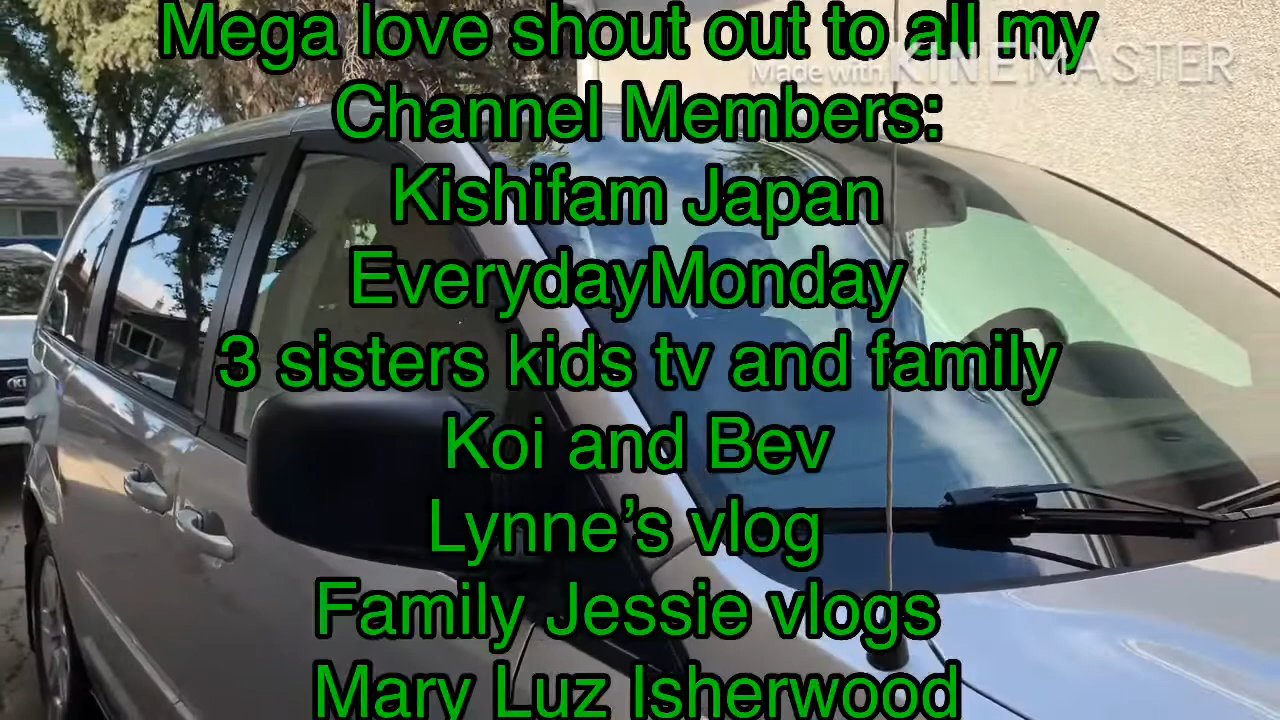 Mega love shout out to all my
Made with KINEMASTER
Channel Members:
Kishifam Japan
EverydayMonday
3 sisters kids tv and family
KIA
Koi and Bev
Lynne’s vlog
Family Jessie vlogs
Mary Luz Isherwood